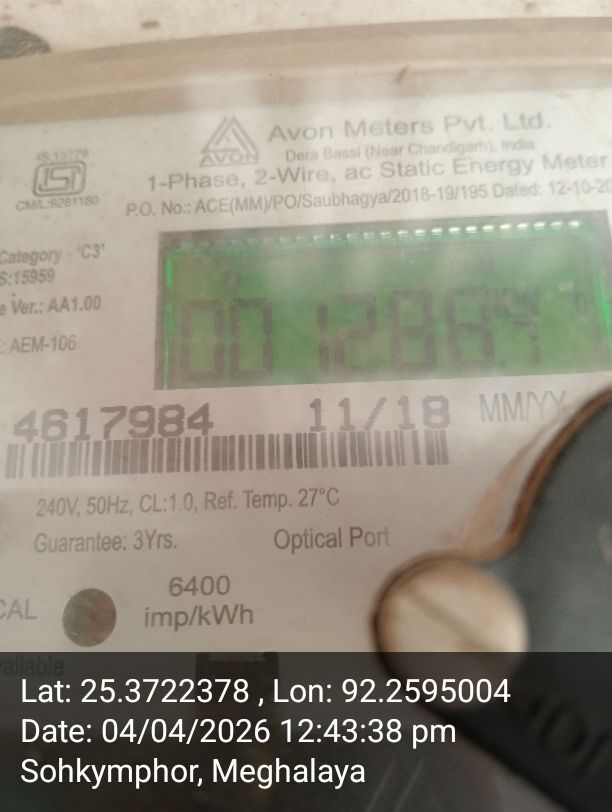 Avon Meters Pvt. Ltd.
AVON
Dera Bassi (Near Chandigarh), India
1-Phase, 2-Wire, ac Static Energy Meter
P.O. No.: ACE(MM)/PO/Saubhagya/2018-19/195 Dated: 12-10-20
IS:13779
ISI
CM/L:9281180
Category - 'C3'
S:15959
e Ver.: AA1.00
: AEM-106
4617984 11/18 MM/YY
240V, 50Hz, CL:1.0, Ref. Temp. 27°C
Guarantee: 3Yrs. Optical Port
CAL
6400
imp/kWh
Lat: 25.3722378 , Lon: 92.2595004
Date: 04/04/2026 12:43:38 pm
Sohkymphor, Meghalaya